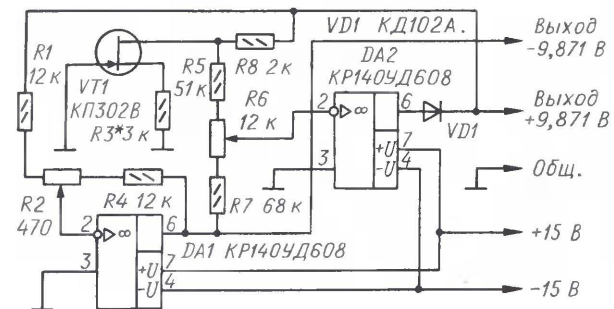 R1
12 к
VT1
КП302В
R3* 3 к
R5
51 к
R8 2 к
R6
12 к
VD1 КД102А.
DA2
КР140УД608
2
▷∞
6
3
+U
7
-U
4
VD1
Выход
-9,871 В
Выход
+9,871 В
Общ.
R2
470
R4 12 к
R7 68 к
2
▷∞
6
DA1 КР140УД608
3
+U
7
-U
4
+15 В
-15 В